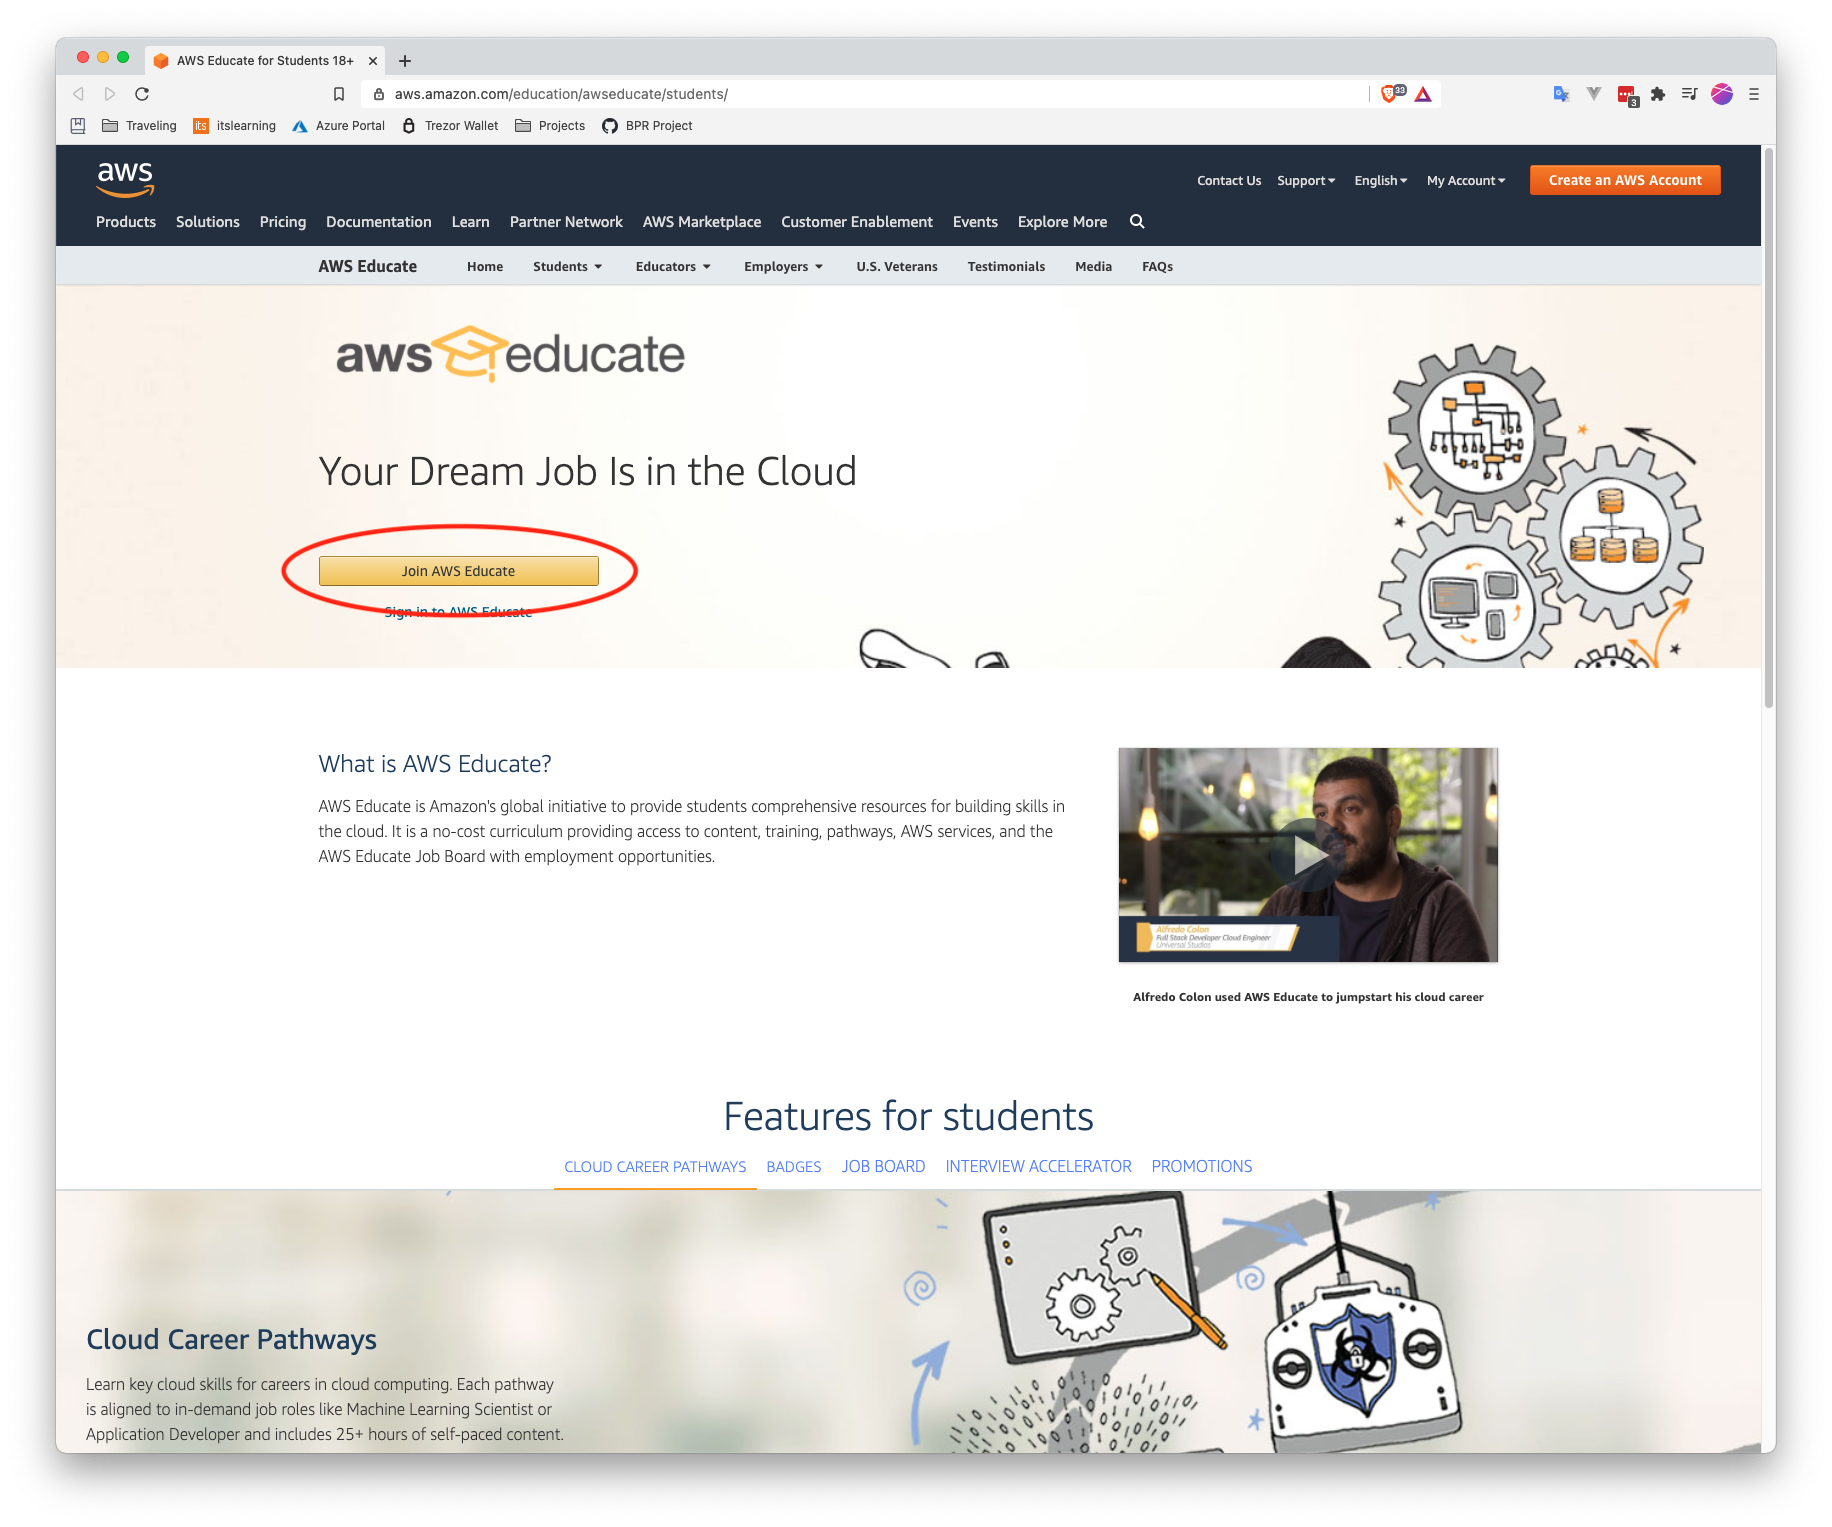 AWS Educate for Students 18+
aws.amazon.com/education/awseducate/students/
33
3
Traveling
its itslearning
Azure Portal
Trezor Wallet
Projects
BPR Project
aws
Contact Us
Support
English
My Account
Create an AWS Account
Products
Solutions
Pricing
Documentation
Learn
Partner Network
AWS Marketplace
Customer Enablement
Events
Explore More
AWS Educate
Home
Students
Educators
Employers
U.S. Veterans
Testimonials
Media
FAQs
aws educate
Your Dream Job Is in the Cloud
Join AWS Educate
Sign in to AWS Educate
What is AWS Educate?
AWS Educate is Amazon's global initiative to provide students comprehensive resources for building skills in
the cloud. It is a no-cost curriculum providing access to content, training, pathways, AWS services, and the
AWS Educate Job Board with employment opportunities.
Alfredo Colon
Full Stack Developer Cloud Engineer
Universal Studios
Alfredo Colon used AWS Educate to jumpstart his cloud career
Features for students
CLOUD CAREER PATHWAYS
BADGES
JOB BOARD
INTERVIEW ACCELERATOR
PROMOTIONS
Cloud Career Pathways
Learn key cloud skills for careers in cloud computing. Each pathway
is aligned to in-demand job roles like Machine Learning Scientist or
Application Developer and includes 25+ hours of self-paced content.